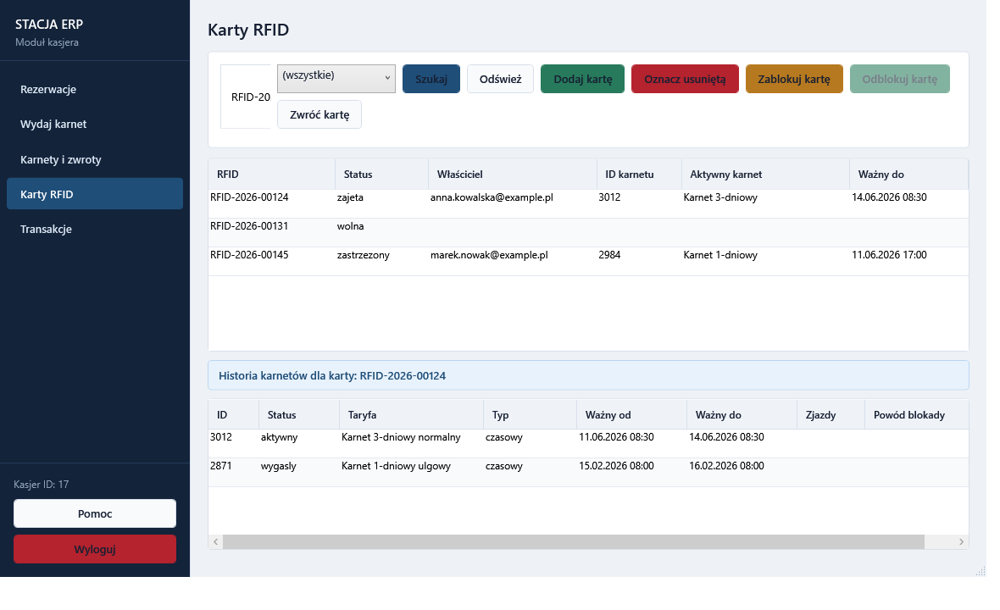 STACJA ERP
Moduł kasjera
Rezerwacje
Wydaj karnet
Karnety i zwroty
Karty RFID
Transakcje
Kasjer ID: 17
Pomoc
Wyloguj
Karty RFID
RFID-20 (wszystkie) Szukaj Odśwież Dodaj kartę Oznacz usuniętą Zablokuj kartę Odblokuj kartę
Zwróć kartę
RFID Status Właściciel ID karnetu Aktywny karnet Ważny do
RFID-2026-00124 zajeta anna.kowalska@example.pl 3012 Karnet 3-dniowy 14.06.2026 08:30
RFID-2026-00131 wolna
RFID-2026-00145 zastrzezony marek.nowak@example.pl 2984 Karnet 1-dniowy 11.06.2026 17:00
Historia karnetów dla karty: RFID-2026-00124
ID Status Taryfa Typ Ważny od Ważny do Zjazdy Powód blokady
3012 aktywny Karnet 3-dniowy normalny czasowy 11.06.2026 08:30 14.06.2026 08:30
2871 wygasly Karnet 1-dniowy ulgowy czasowy 15.02.2026 08:00 16.02.2026 08:00